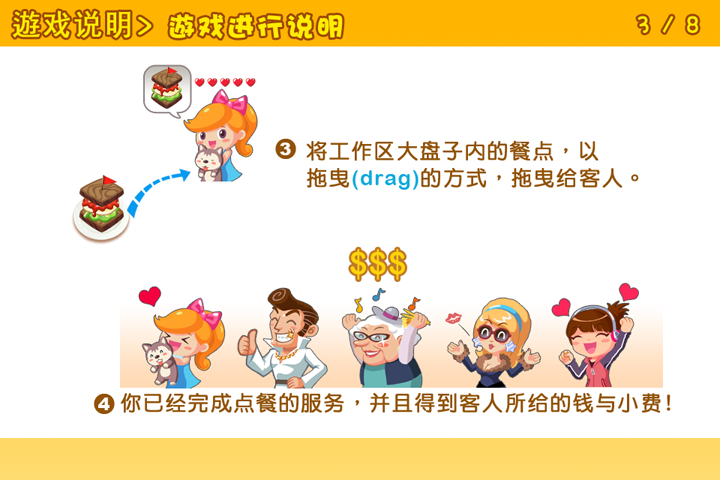 遊戏说明> 遊戏进行说明
3 / 8
3 将工作区大盘子内的餐点，以
拖曳(drag)的方式，拖曳给客人。
$$$
4 你已经完成点餐的服务，并且得到客人所给的钱与小费!